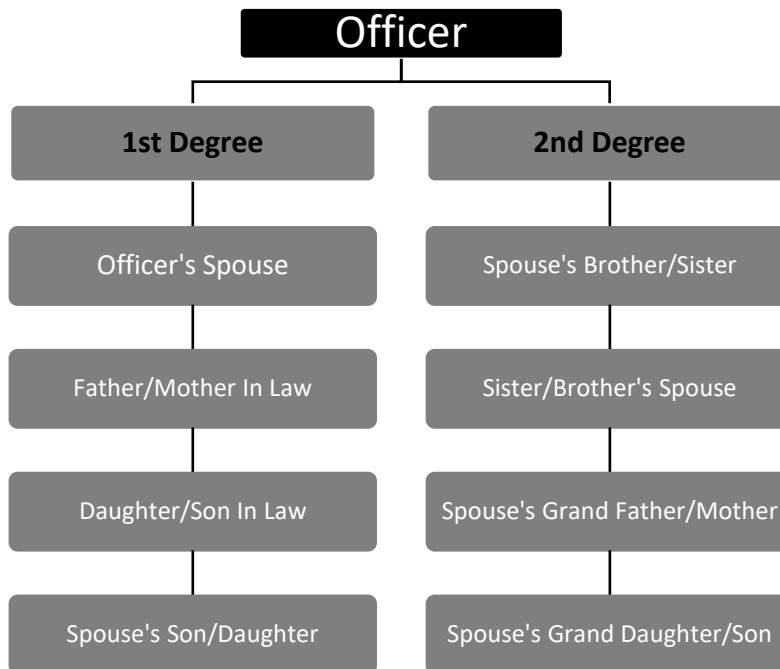 Officer
1st Degree
2nd Degree
Officer's Spouse
Spouse's Brother/Sister
Father/Mother In Law
Sister/Brother's Spouse
Daughter/Son In Law
Spouse's Grand Father/Mother
Spouse's Son/Daughter
Spouse's Grand Daughter/Son